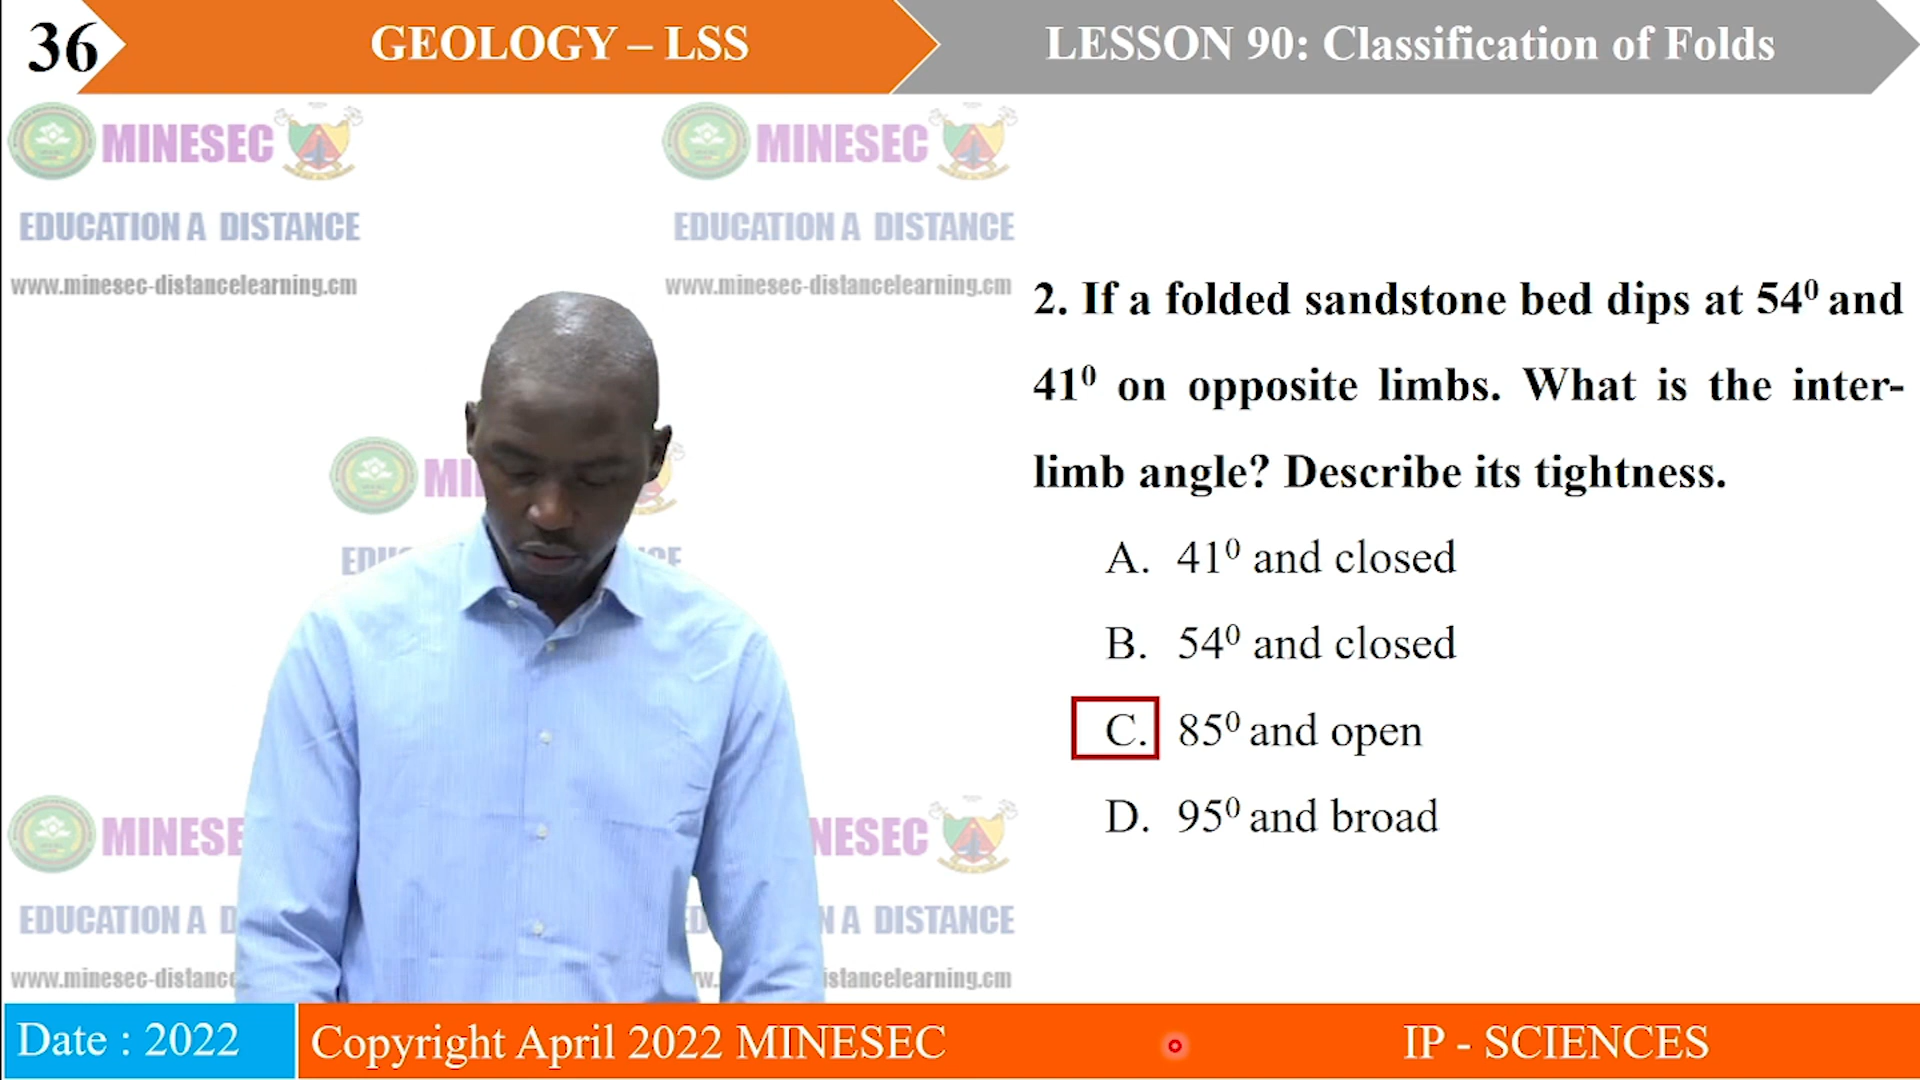 36
GEOLOGY – LSS
LESSON 90: Classification of Folds
MINESEC
MINESEC
EDUCATION A DISTANCE
EDUCATION A DISTANCE
www.minesec-distancelearning.cm
www.minesec-distancelearning.cm
2. If a folded sandstone bed dips at 54⁰ and
41⁰ on opposite limbs. What is the inter-
limb angle? Describe its tightness.
A. 41⁰ and closed
B. 54⁰ and closed
C. 85⁰ and open
D. 95⁰ and broad
MINESE
NESEC
EDUCATION A D
N A DISTANCE
www.minesec-distanc
istancelearning.cm
Date : 2022
Copyright April 2022 MINESEC
IP - SCIENCES